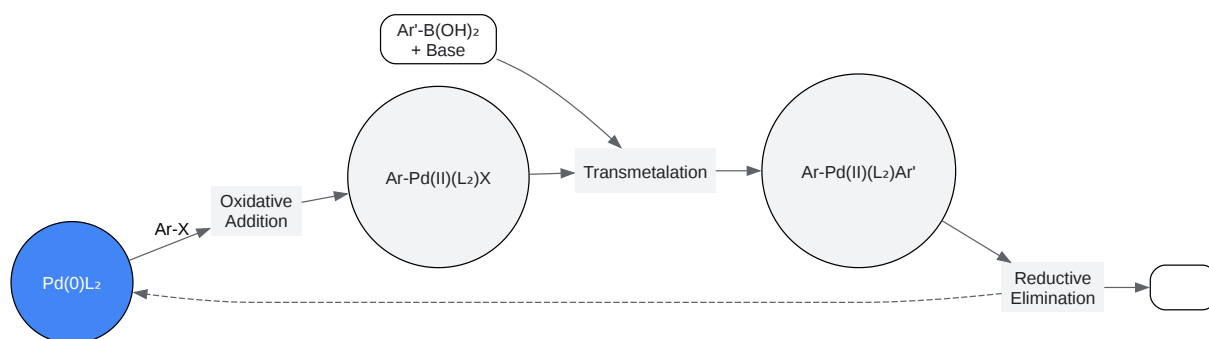 Ar'-B(OH)₂
+ Base
Ar-Pd(II)(L₂)X
Transmetalation
Ar-Pd(II)(L₂)Ar'
Oxidative
Addition
Ar-X
Pd(0)L₂
Reductive
Elimination